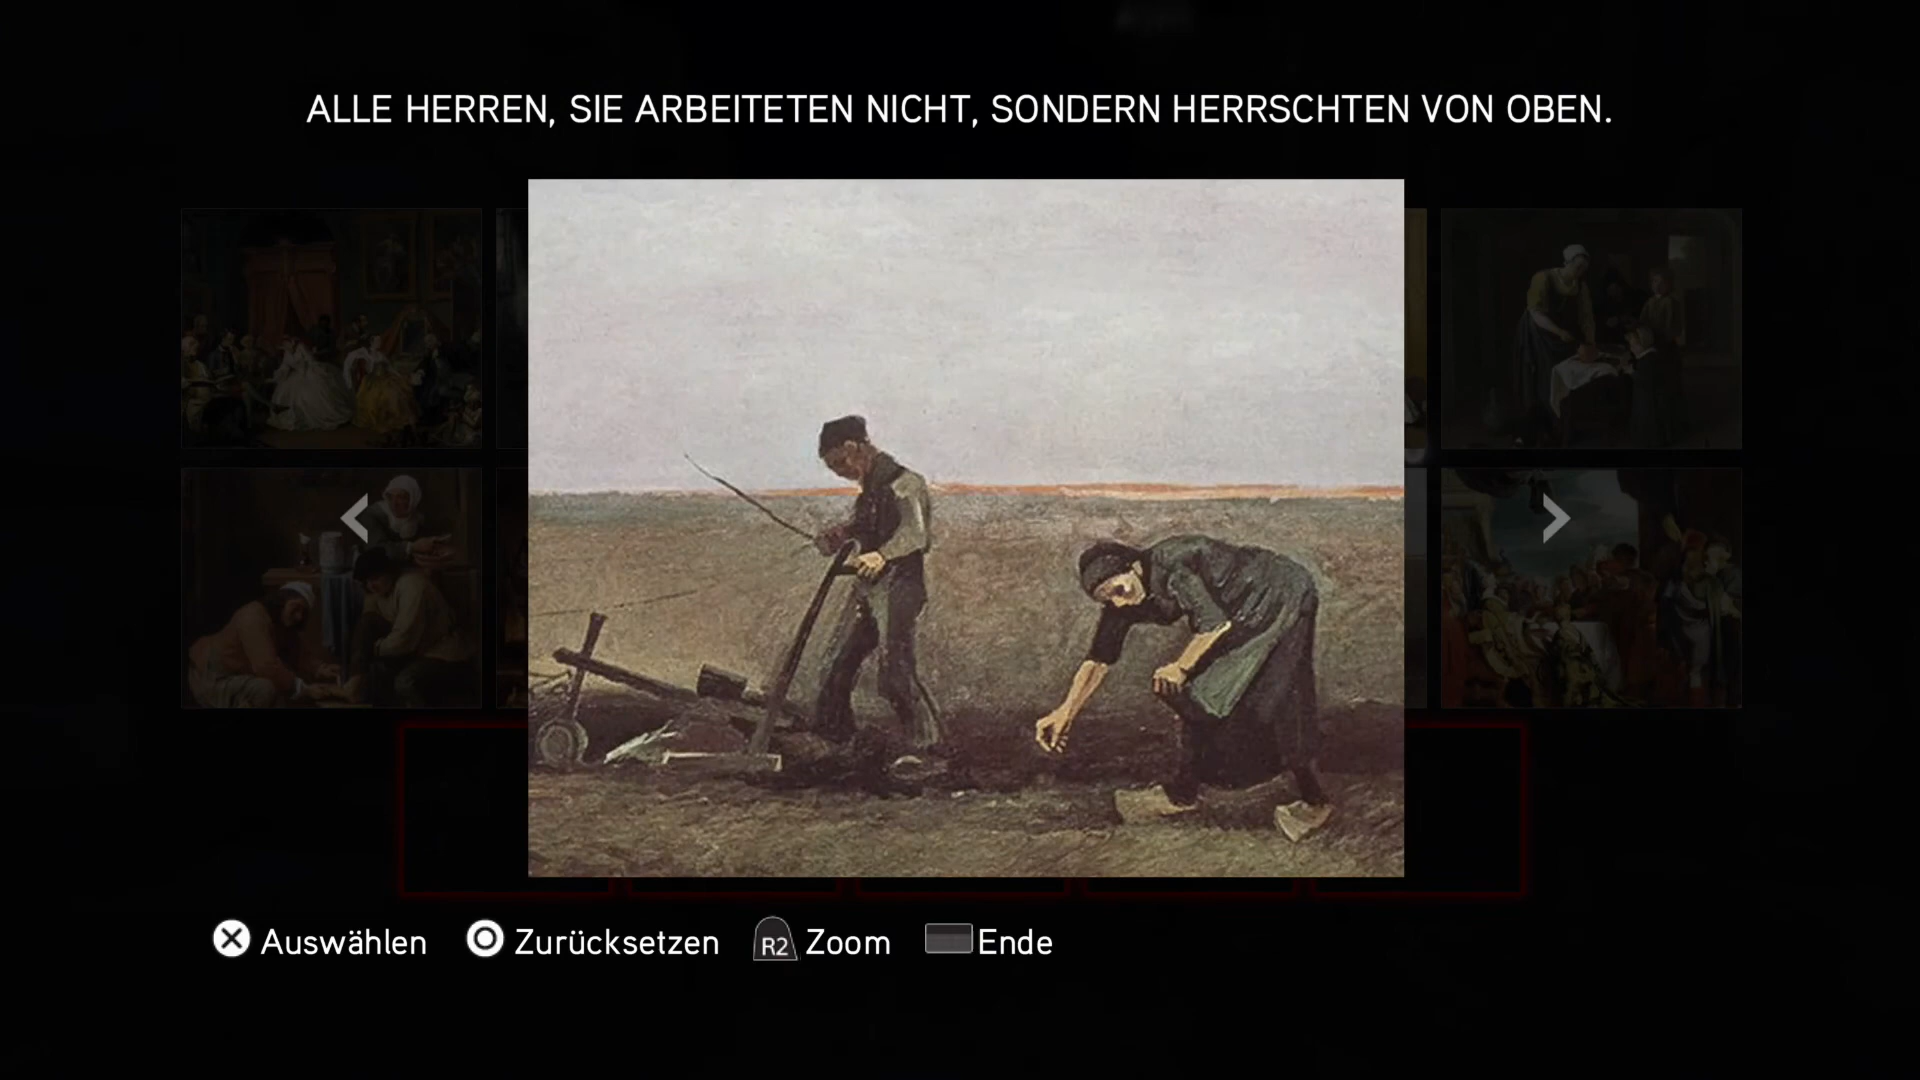 ALLE HERREN, SIE ARBEITETEN NICHT, SONDERN HERRSCHTEN VON OBEN.
Auswählen Zurücksetzen R2 Zoom Ende